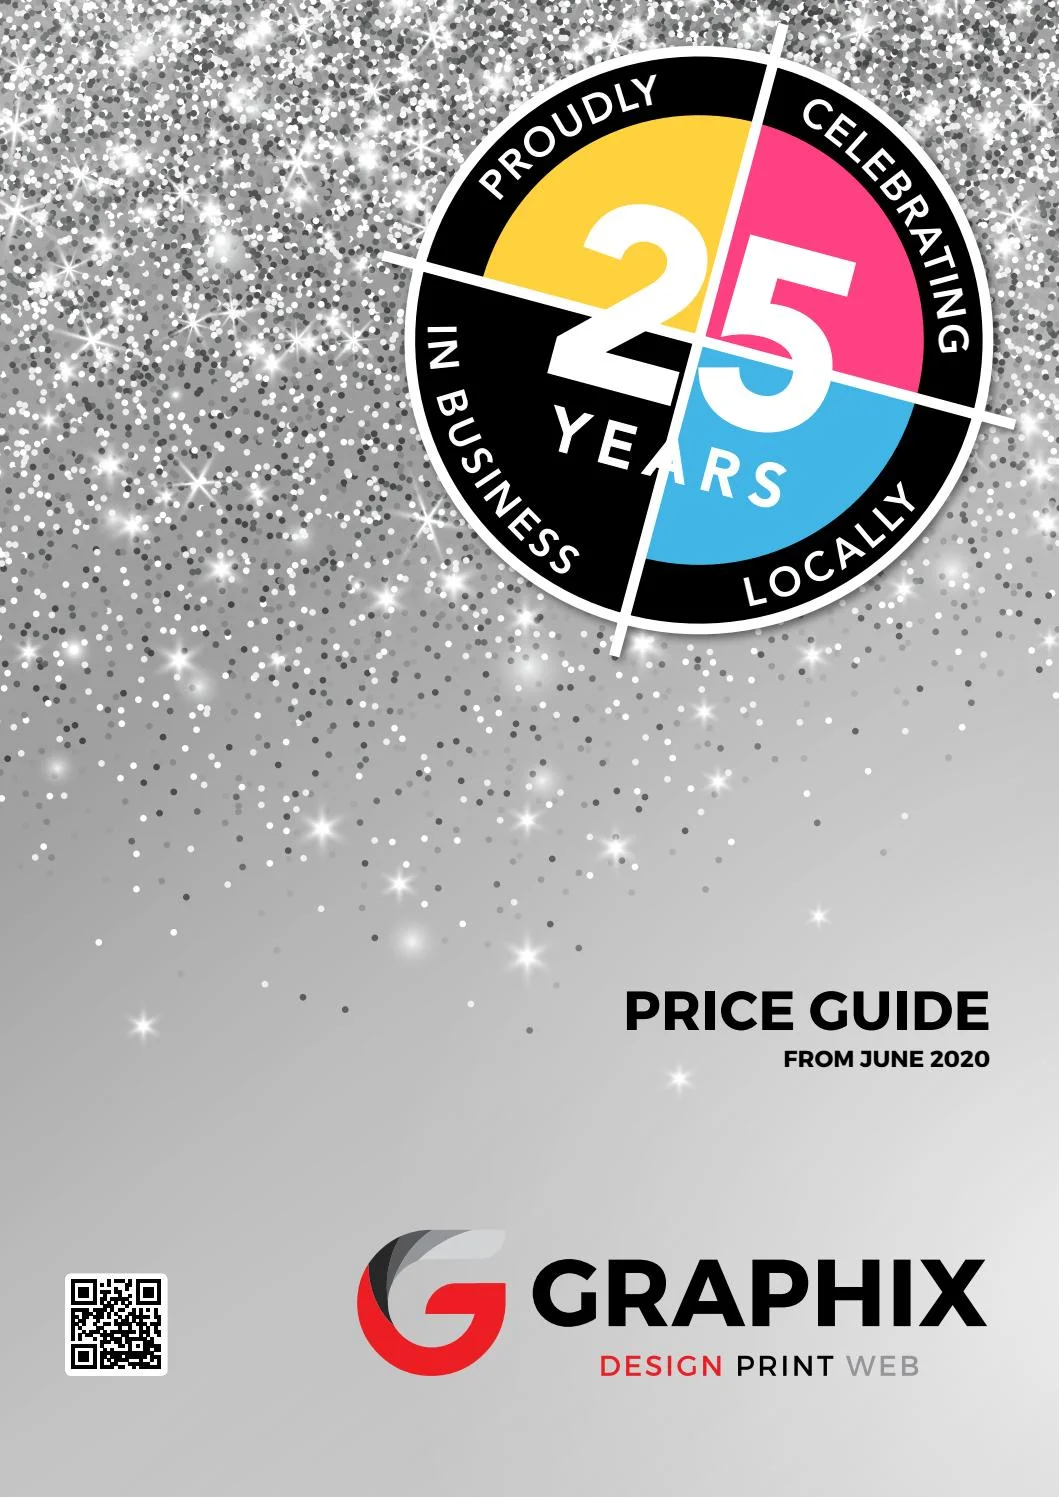 PROUDLY
CELEBRATING
25
YEARS
IN BUSINESS
LOCALLY
PRICE GUIDE
FROM JUNE 2020
GRAPHIX
DESIGN PRINT WEB